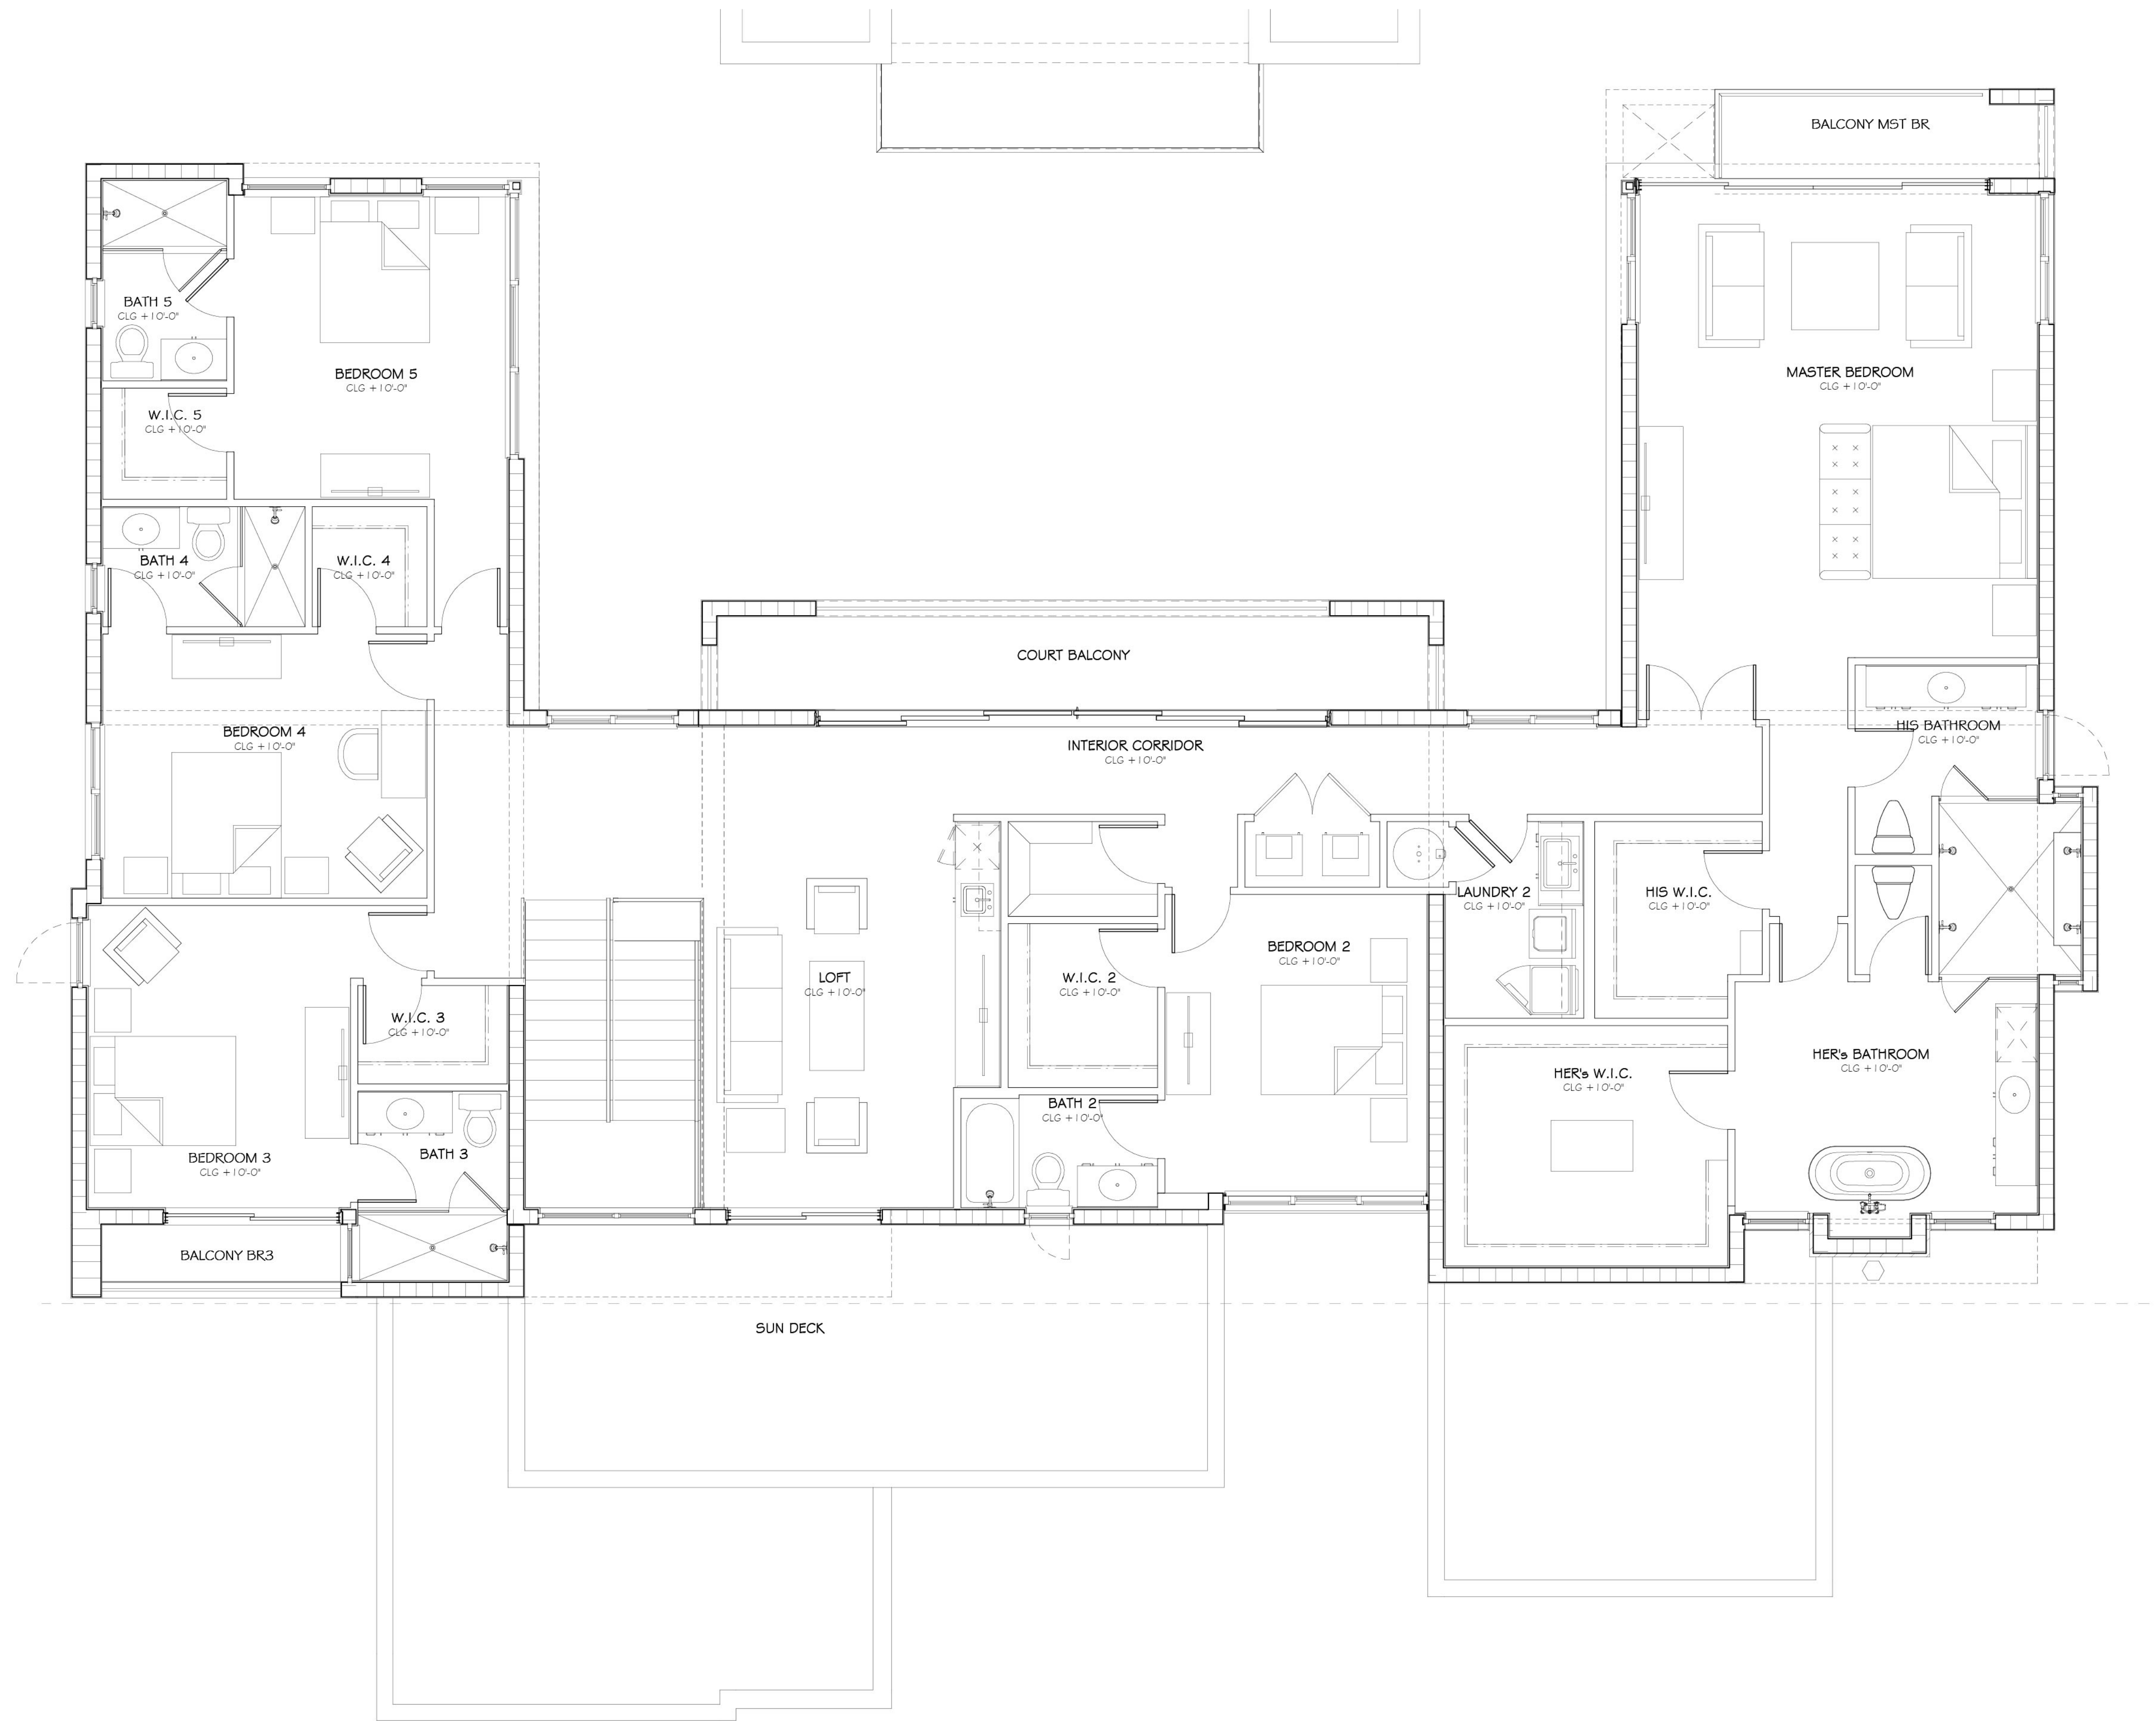 BALCONY MST BR
BATH 5
CLG +10'-0"
BEDROOM 5
CLG +10'-0"
MASTER BEDROOM
CLG +10'-0"
W.I.C. 5
CLG +10'-0"
BATH 4
CLG +10'-0"
W.I.C. 4
CLG +10'-0"
COURT BALCONY
BEDROOM 4
CLG +10'-0"
INTERIOR CORRIDOR
CLG +10'-0"
HIS BATHROOM
CLG +10'-0"
LAUNDRY 2
CLG +10'-0"
HIS W.I.C.
CLG +10'-0"
BEDROOM 2
CLG +10'-0"
LOFT
CLG +10'-0"
W.I.C. 2
CLG +10'-0"
W.I.C. 3
CLG +10'-0"
HER's BATHROOM
CLG +10'-0"
HER's W.I.C.
CLG +10'-0"
BATH 2
CLG +10'-0"
BATH 3
BEDROOM 3
CLG +10'-0"
BALCONY BR3
SUN DECK